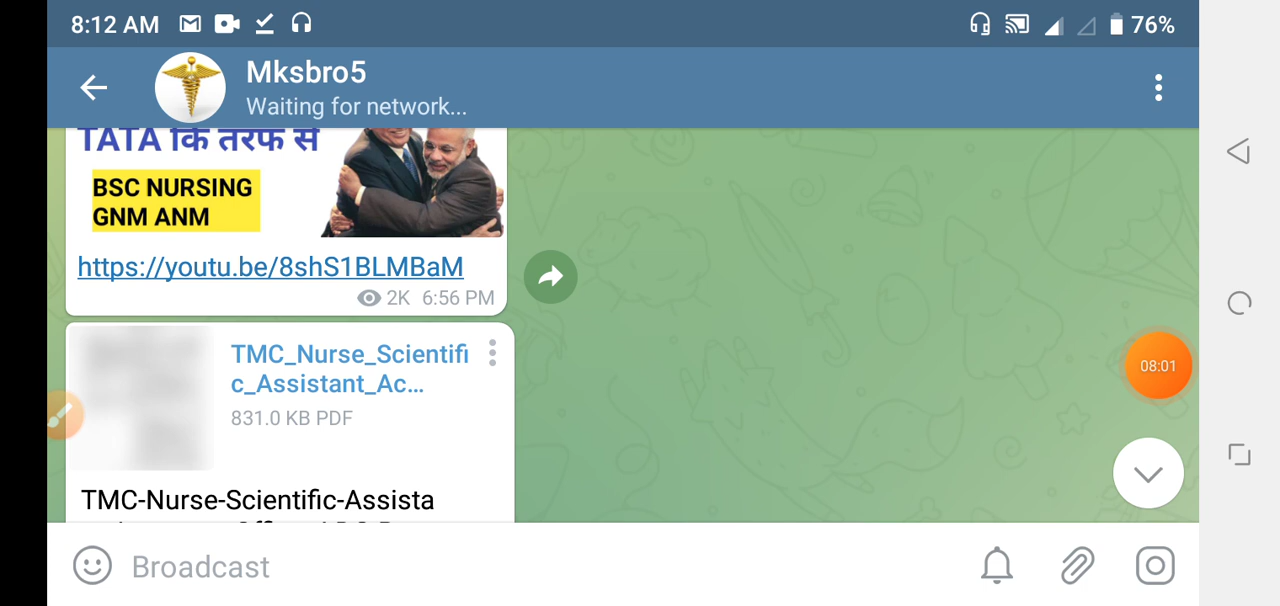 8:12 AM
76%
Mksbro5
Waiting for network...
TATA कि तरफ से
BSC NURSING
GNM ANM
https://youtu.be/8shS1BLMBaM
2K 6:56 PM
TMC_Nurse_Scientifi
c_Assistant_Ac...
831.0 KB PDF
08:01
TMC-Nurse-Scientific-Assista
Broadcast